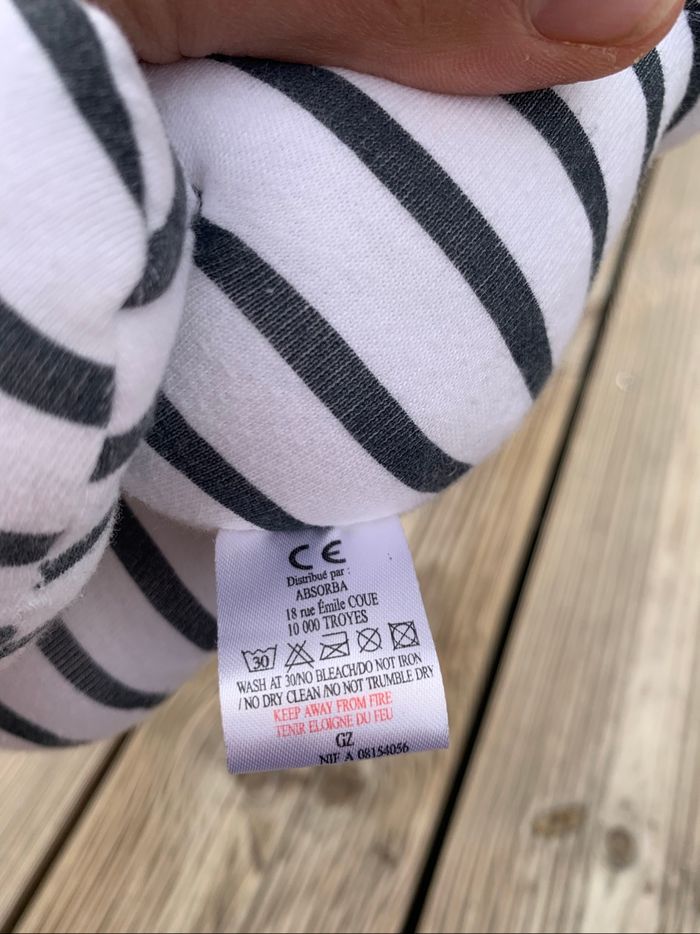 CE
Distribué par :
ABSORBA
18 rue Émile COUE
10 000 TROYES
30
WASH AT 30/NO BLEACH/DO NOT IRON
/ NO DRY CLEAN /NO NOT TRUMBLE DRY
KEEP AWAY FROM FIRE
TENIR ELOIGNE DU FEU
GZ
NIF A 08154056